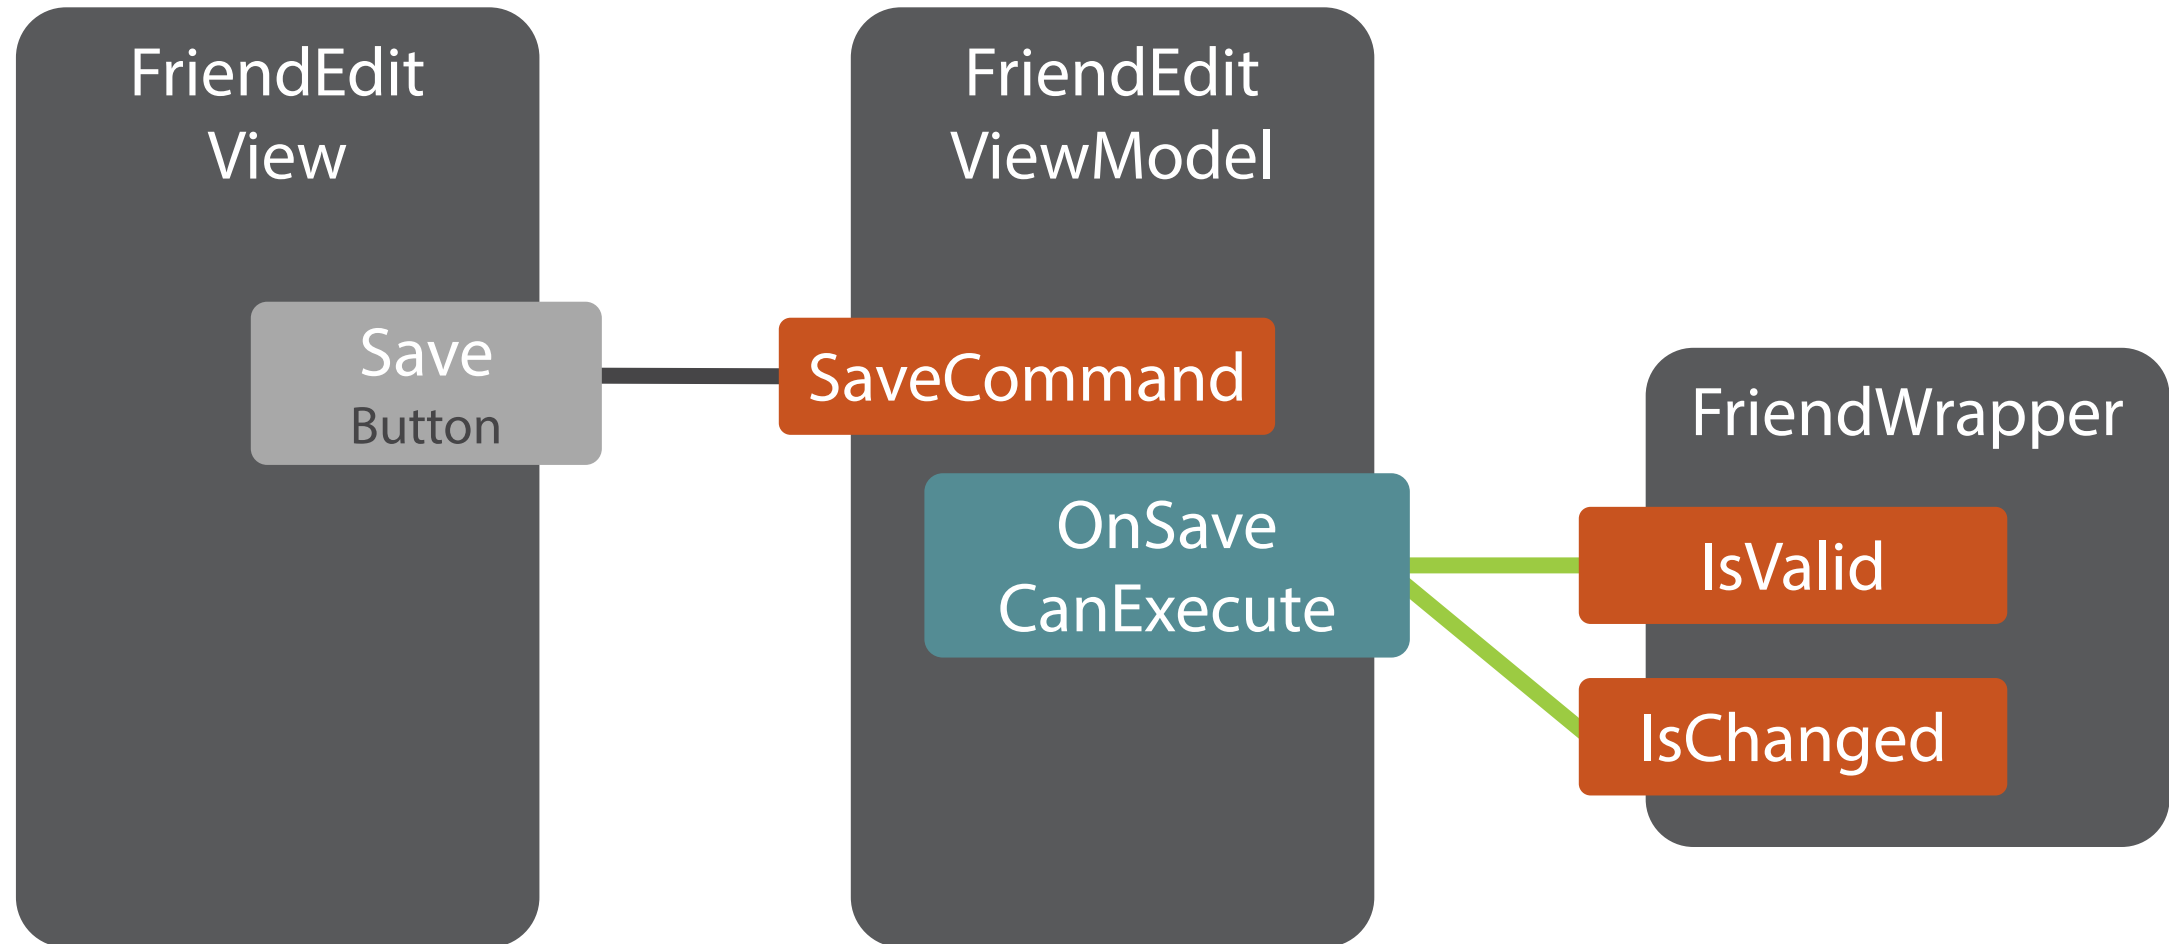 FriendEdit
View
Save
Button
FriendEdit
ViewModel
SaveCommand
OnSave
CanExecute
FriendWrapper
IsValid
IsChanged